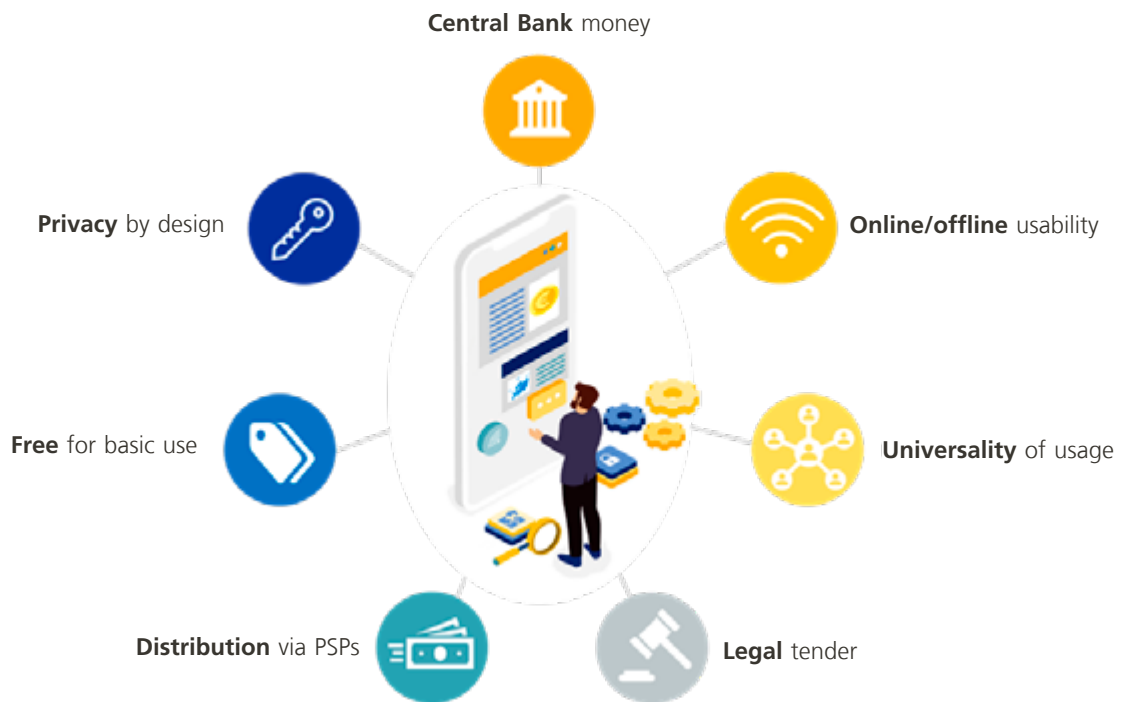 Central Bank money
Privacy by design
Online/offline usability
Free for basic use
Universality of usage
Distribution via PSPs
Legal tender